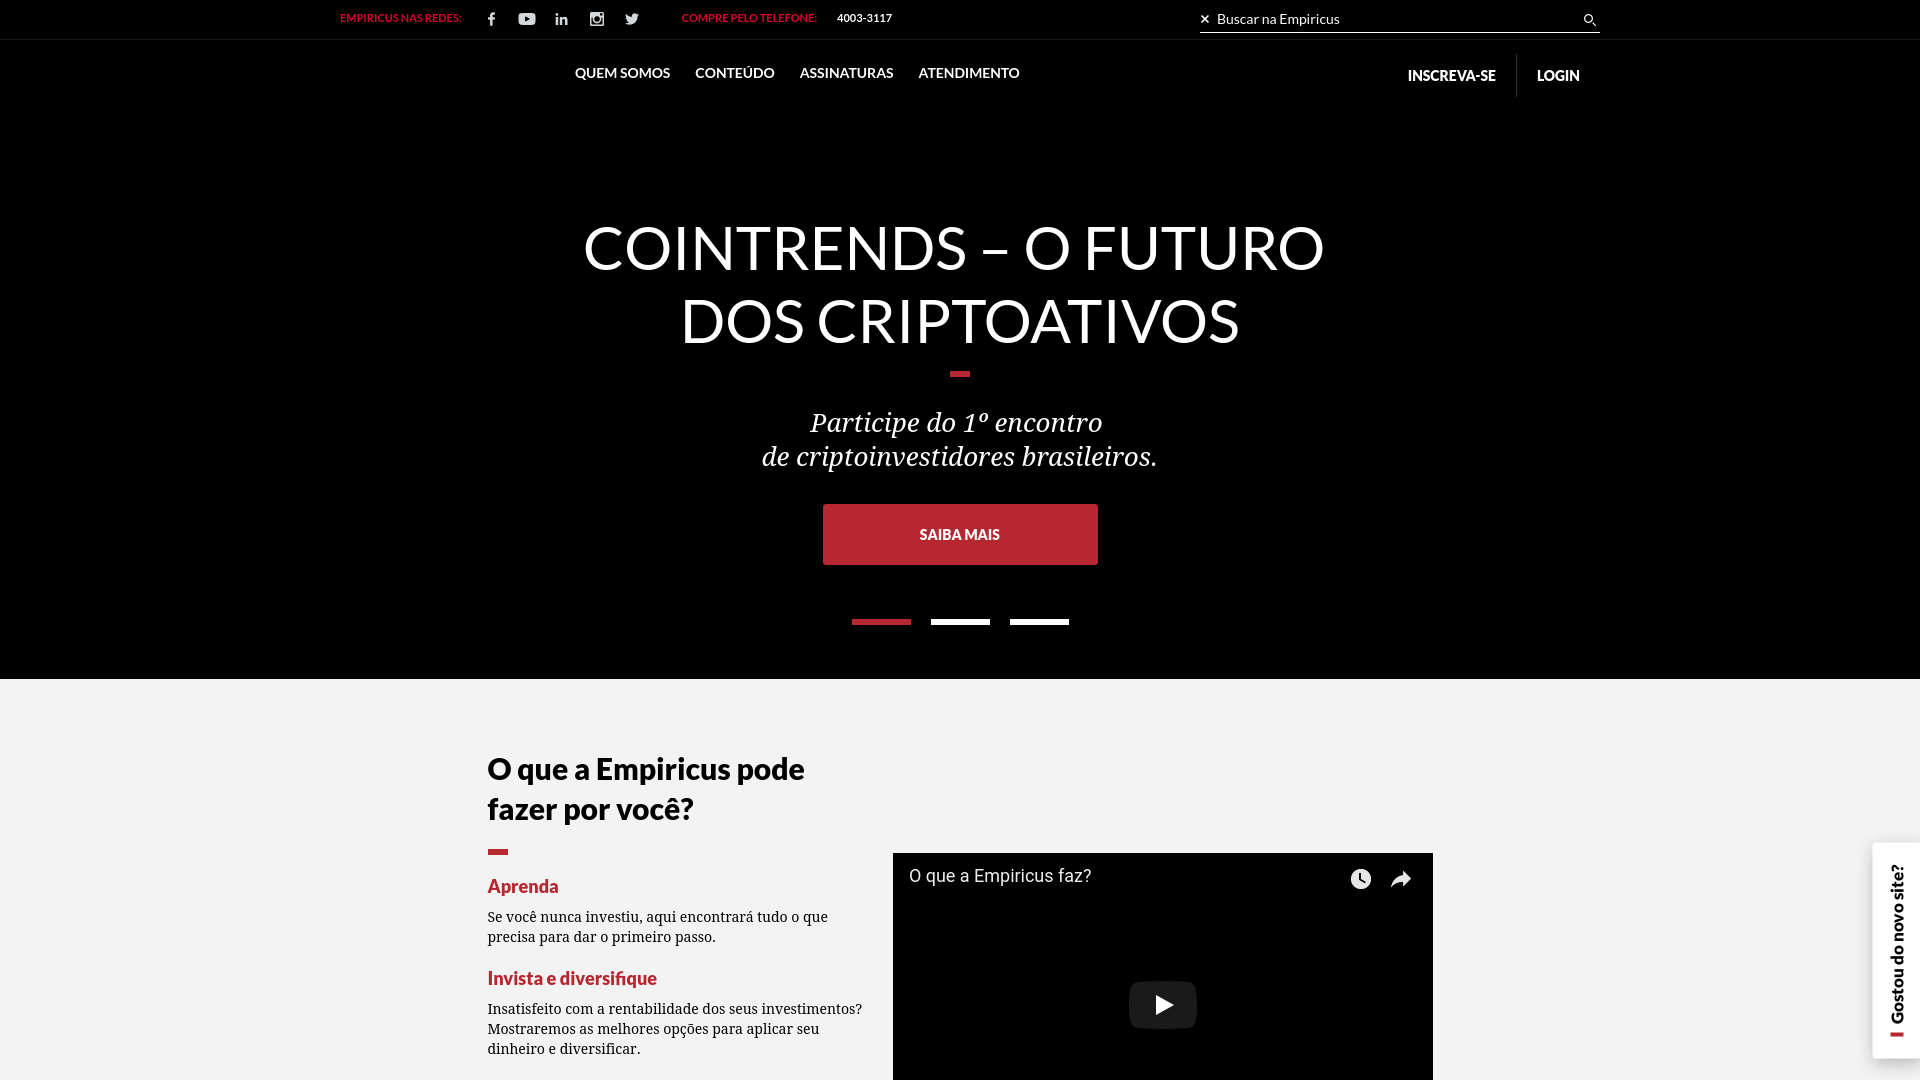 EMPIRICUS NAS REDES:
COMPRE PELO TELEFONE: 4003-3117
Buscar na Empiricus
QUEM SOMOS CONTEÚDO ASSINATURAS ATENDIMENTO
INSCREVA-SE LOGIN
COINTRENDS – O FUTURO
DOS CRIPTOATIVOS
Participe do 1º encontro
de criptoinvestidores brasileiros.
SAIBA MAIS
O que a Empiricus pode
fazer por você?
Aprenda
Se você nunca investiu, aqui encontrará tudo o que
precisa para dar o primeiro passo.
Invista e diversifique
Insatisfeito com a rentabilidade dos seus investimentos?
Mostraremos as melhores opções para aplicar seu
dinheiro e diversificar.
O que a Empiricus faz?
Gostou do novo site?